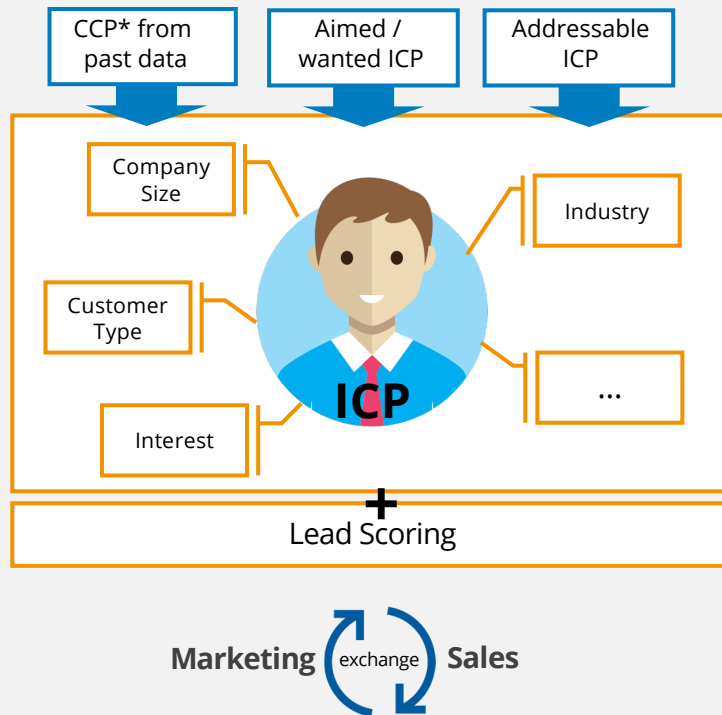 CCP* from
past data
Aimed /
wanted ICP
Addressable
ICP
Company
Size
Industry
Customer
Type
...
Interest
ICP
+
Lead Scoring
Marketing
exchange
Sales